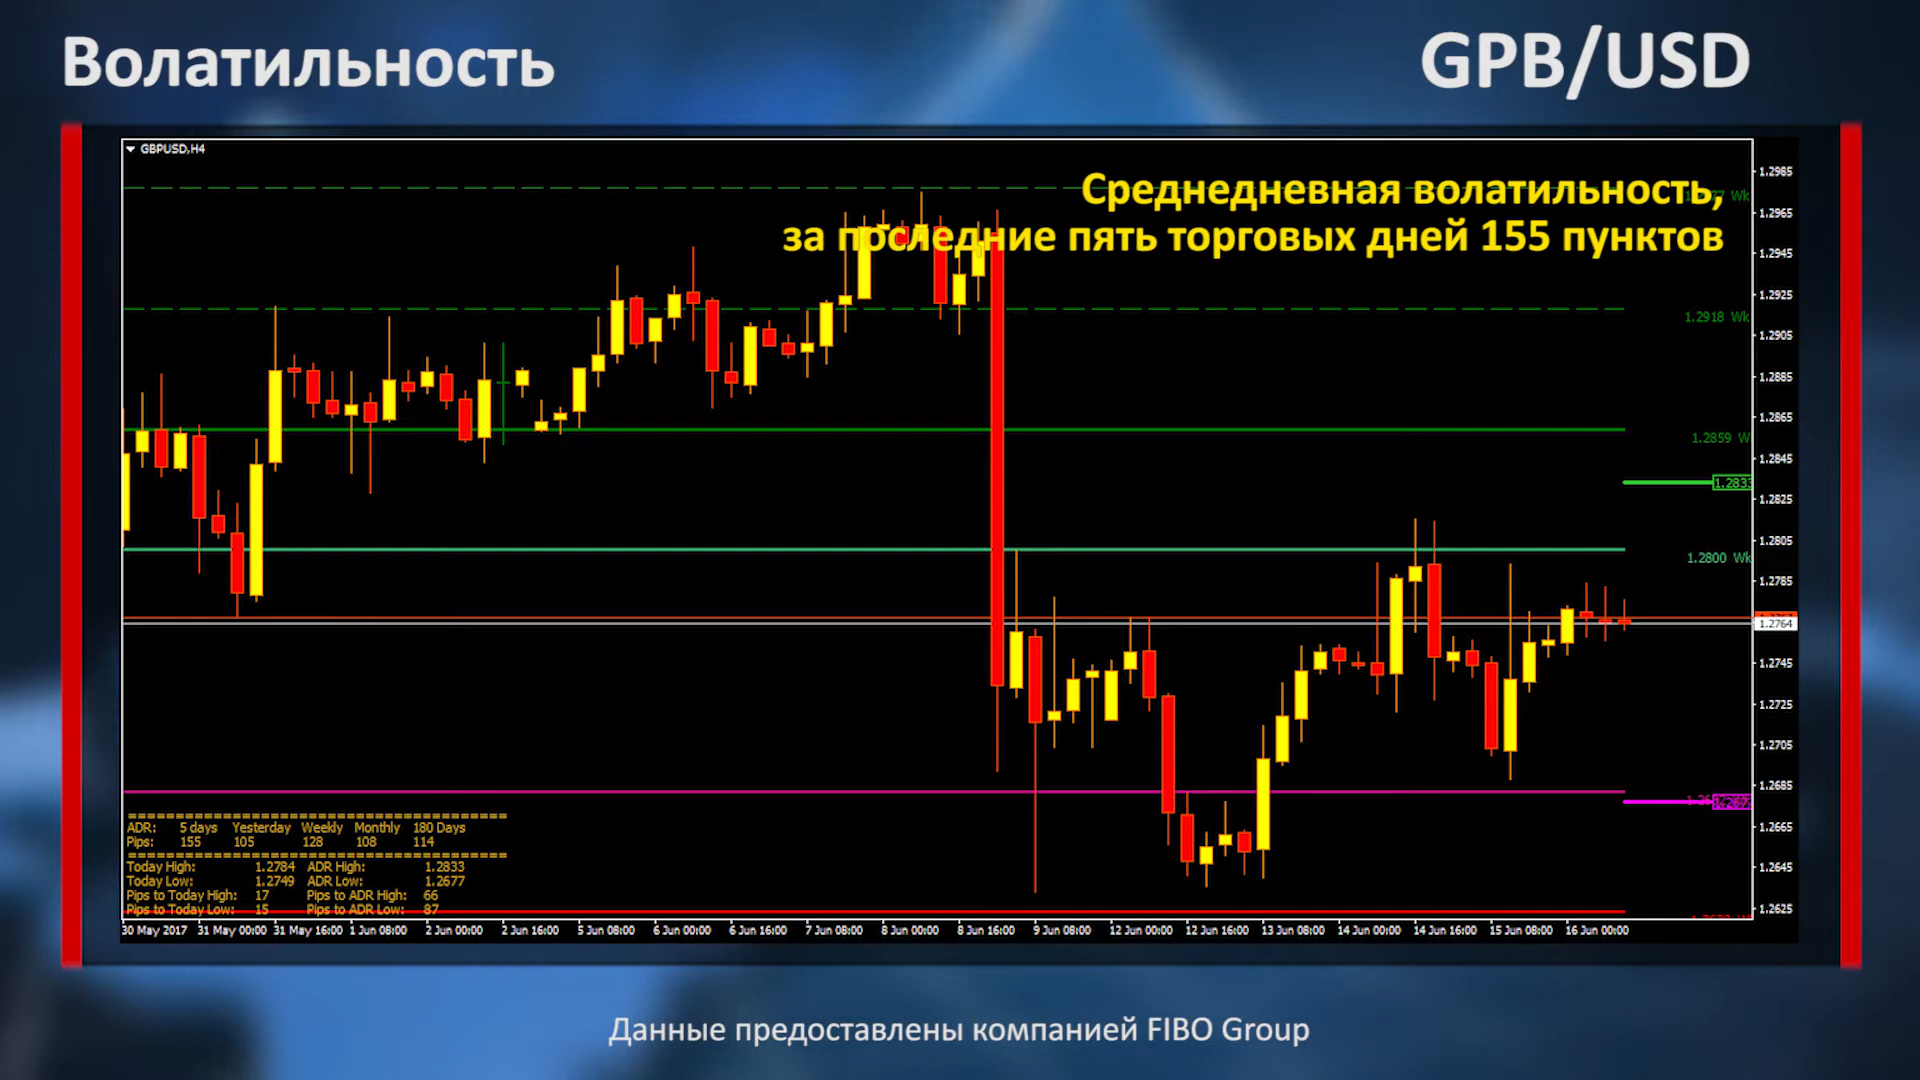 Волатильность
GPB/USD
GBPUSD,H4
Среднедневная волатильность,
за последние пять торговых дней 155 пунктов
1.2985
1.2965
1.2945
1.2925
1.2905
1.2885
1.2865
1.2845
1.2825
1.2805
1.2785
1.2764
1.2745
1.2725
1.2705
1.2685
1.2665
1.2645
1.2625
Wk
1.2918 Wk
1.2859 W
1.2833
1.2800 Wk
ADR: 5 days Yesterday Weekly Monthly 180 Days
Pips: 155 105 128 108 114
Today High: 1.2784 ADR High: 1.2833
Today Low: 1.2749 ADR Low: 1.2677
Pips to Today High: 17 Pips to ADR High: 66
Pips to Today Low: 15 Pips to ADR Low: 87
30 May 2017 31 May 00:00 31 May 16:00 1 Jun 08:00 2 Jun 00:00 2 Jun 16:00 5 Jun 08:00 6 Jun 00:00 6 Jun 16:00 7 Jun 08:00 8 Jun 00:00 8 Jun 16:00 9 Jun 08:00 12 Jun 00:00 12 Jun 16:00 13 Jun 08:00 14 Jun 00:00 14 Jun 16:00 15 Jun 08:00 16 Jun 00:00
Данные предоставлены компанией FIBO Group